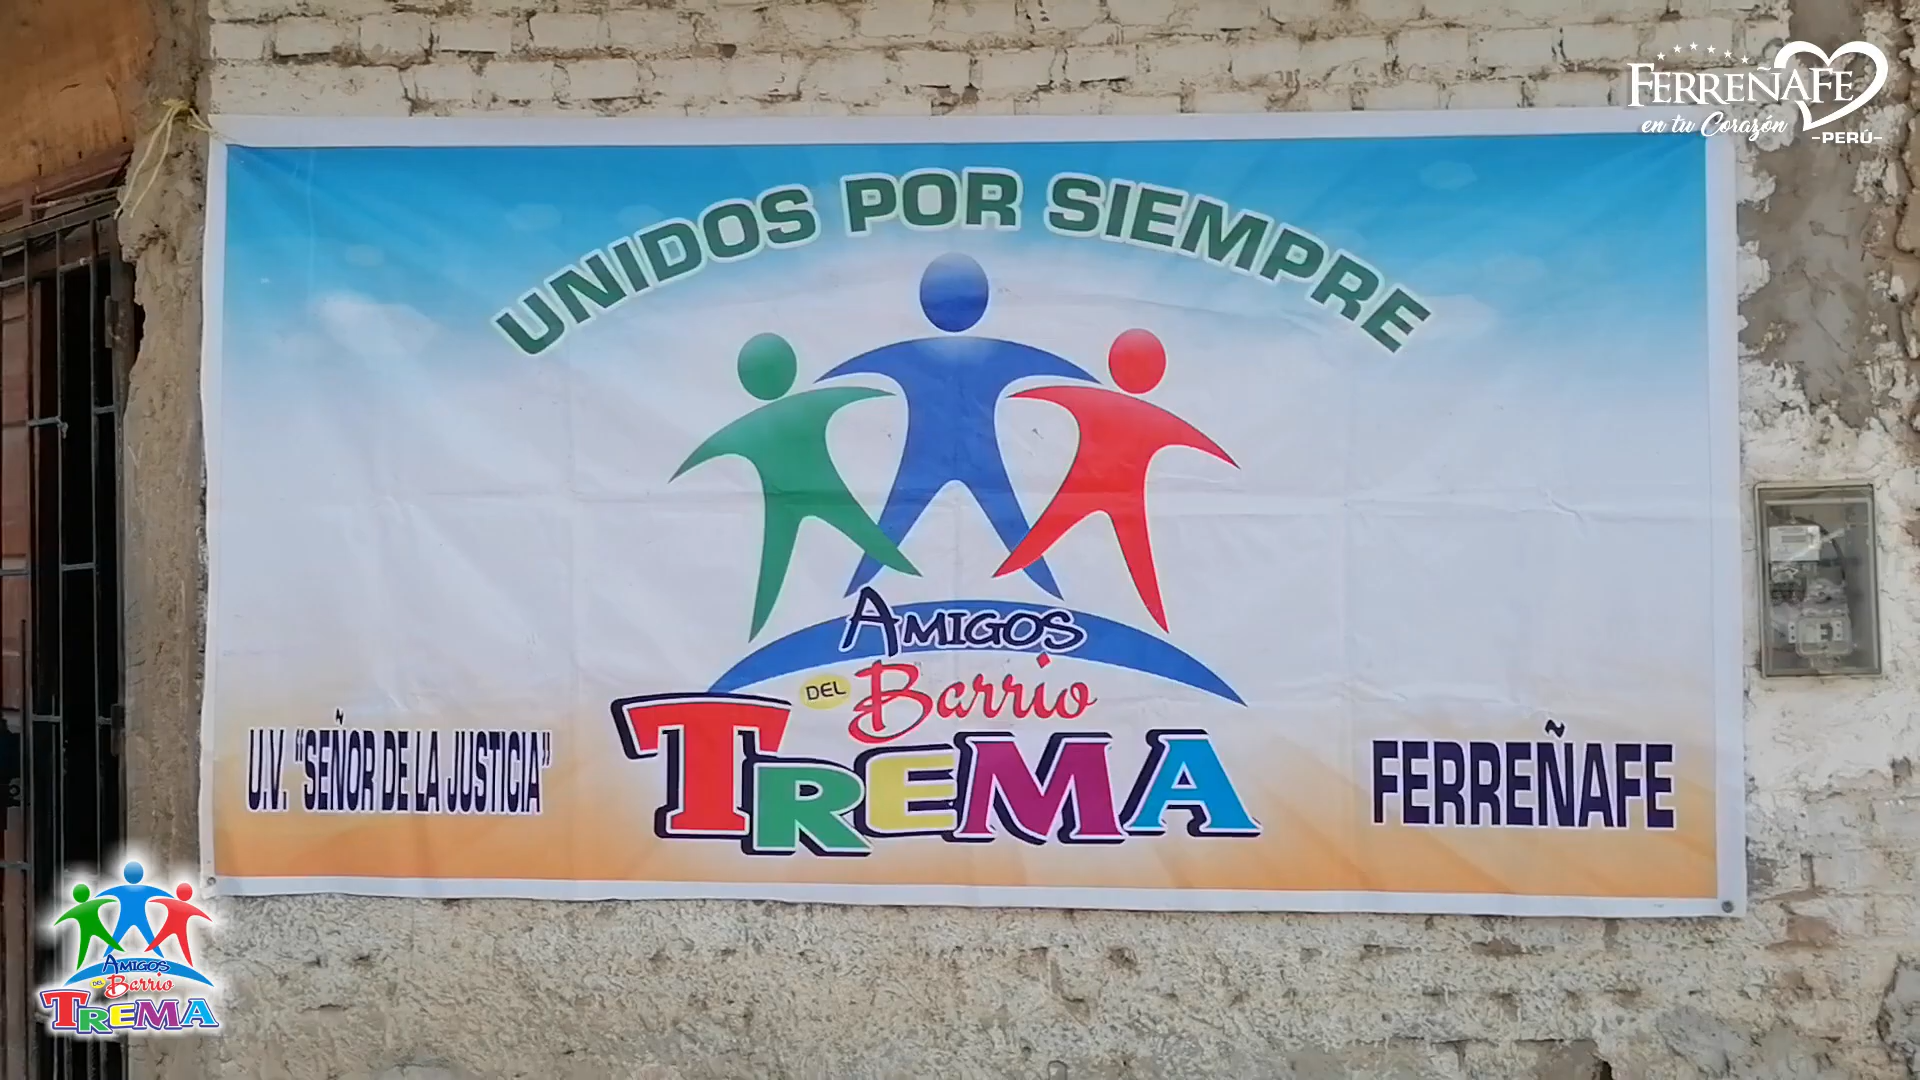 FERREÑAFE
en tu Corazón
-PERÚ-
UNIDOS POR SIEMPRE
AMIGOS
DEL Barrio
TREMA
U.V. "SEÑOR DE LA JUSTICIA"
FERREÑAFE
AMIGOS
DEL Barrio
TREMA